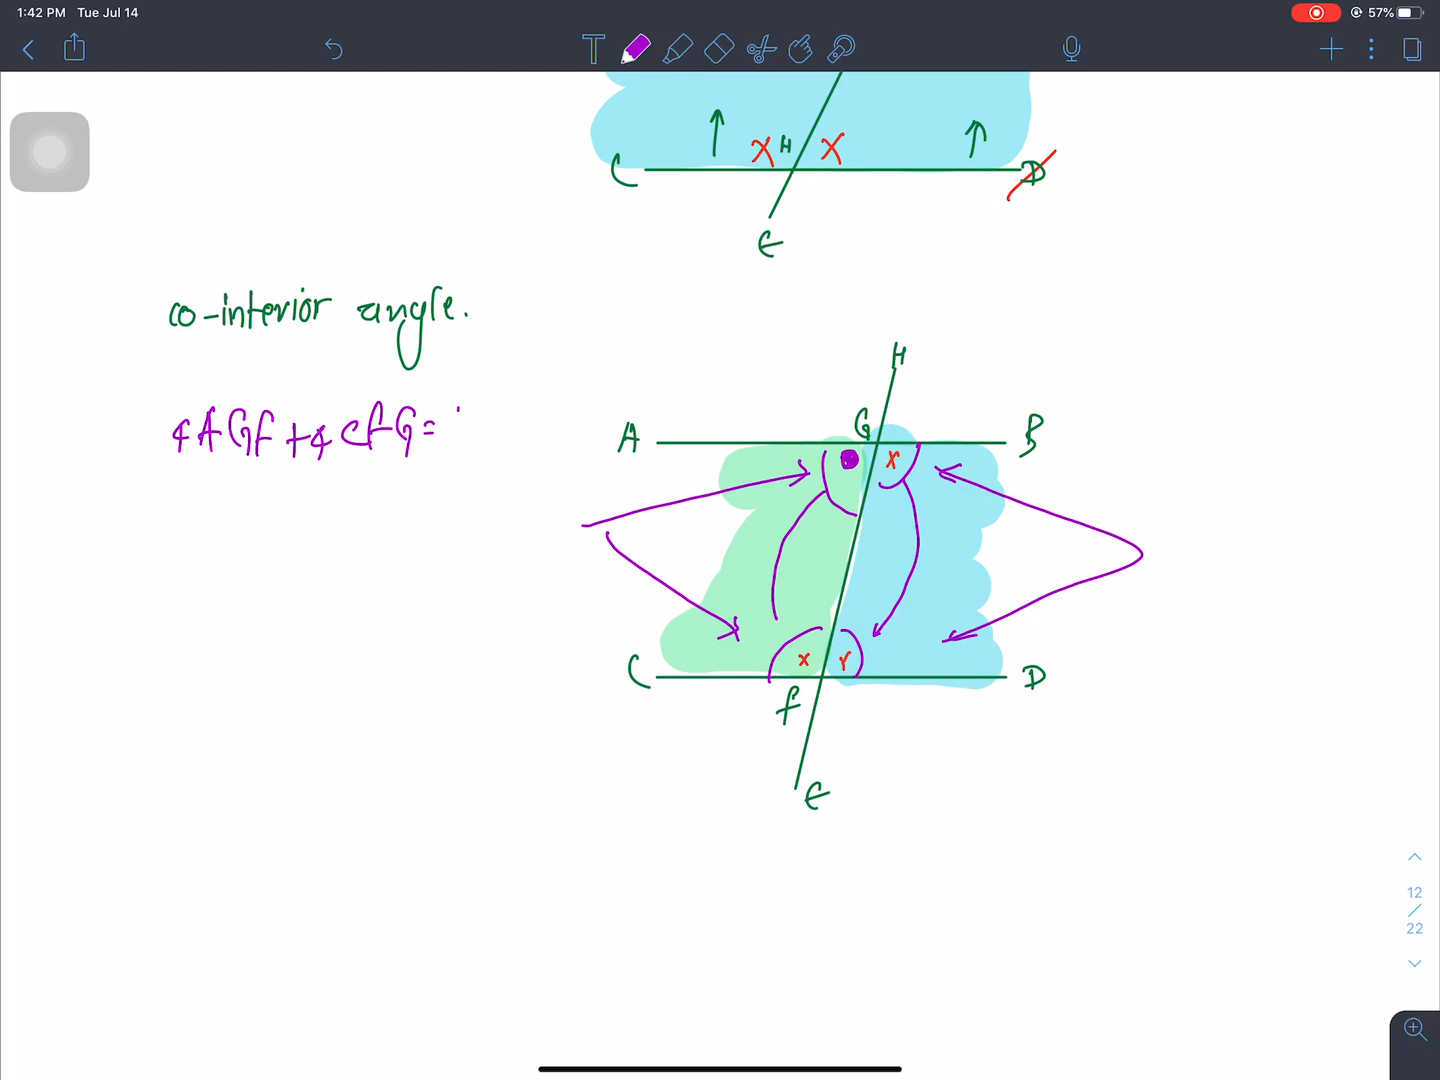 1:42 PM Tue Jul 14
57%
T
X H X
C D
E
co-interior angle.
H
∢AGF + ∢CFG =
A G B
x
x r
C D
F
E
12
/
22